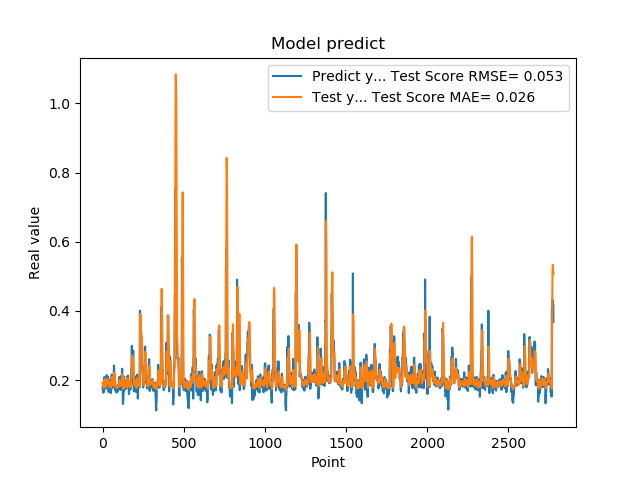 Model predict
Predict y... Test Score RMSE= 0.053
Test y... Test Score MAE= 0.026
Real value
1.0
0.8
0.6
0.4
0.2
0
500
1000
1500
2000
2500
Point